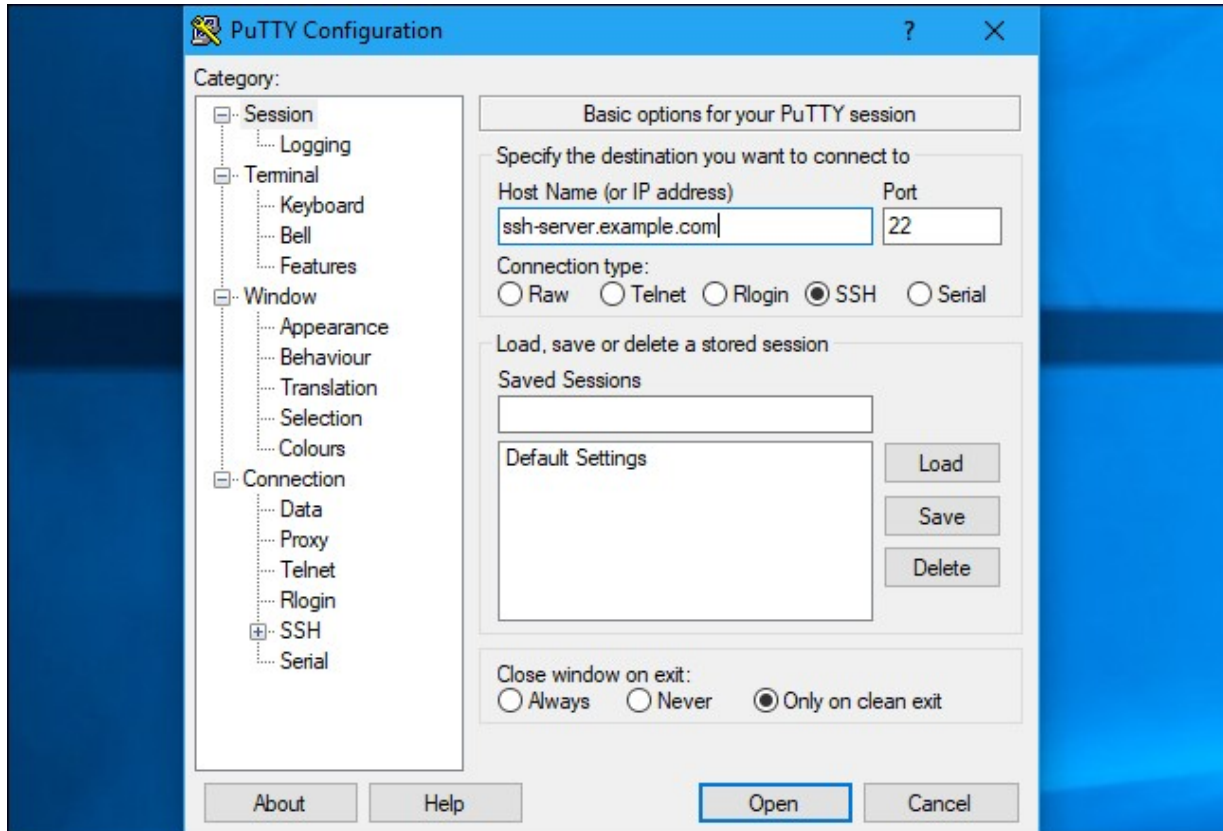 PuTTY Configuration
?
Category:
Session
Logging
Terminal
Keyboard
Bell
Features
Window
Appearance
Behaviour
Translation
Selection
Colours
Connection
Data
Proxy
Telnet
Rlogin
SSH
Serial
Basic options for your PuTTY session
Specify the destination you want to connect to
Host Name (or IP address) Port
ssh-server.example.com 22
Connection type:
Raw Telnet Rlogin SSH Serial
Load, save or delete a stored session
Saved Sessions
Default Settings
Load
Save
Delete
Close window on exit:
Always Never Only on clean exit
About Help Open Cancel